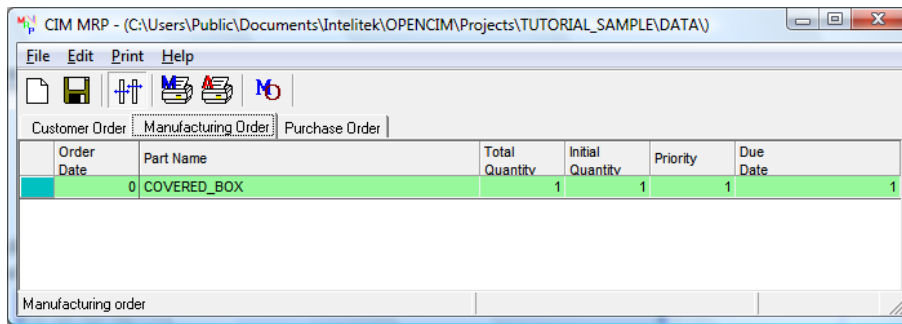 CIM MRP - (C:\Users\Public\Documents\Intelitek\OPENCIM\Projects\TUTORIAL_SAMPLE\DATA\)
File Edit Print Help
Customer Order Manufacturing Order Purchase Order
Order Date Part Name Total Quantity Initial Quantity Priority Due Date
0 COVERED_BOX 1 1 1 1
Manufacturing order